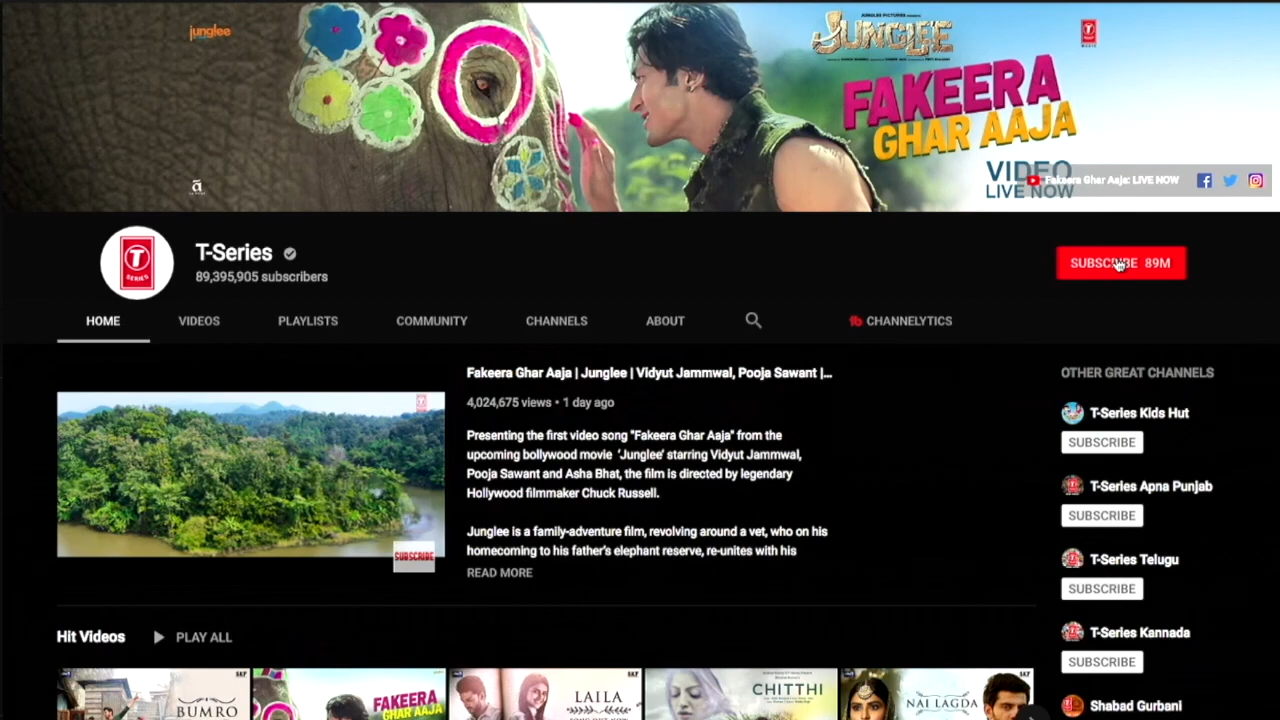 junglee
JUNGLEE PICTURES PRESENTS
JUNGLEE
FAKEERA
GHAR AAJA
VIDEO
LIVE NOW
Fakeera Ghar Aaja: LIVE NOW
T
SERIES
T-Series
89,395,905 subscribers
SUBSCRIBE 89M
HOME
VIDEOS
PLAYLISTS
COMMUNITY
CHANNELS
ABOUT
CHANNELYTICS
Fakeera Ghar Aaja | Junglee | Vidyut Jammwal, Pooja Sawant |...
4,024,675 views • 1 day ago
Presenting the first video song "Fakeera Ghar Aaja" from the
upcoming bollywood movie 'Junglee' starring Vidyut Jammwal,
Pooja Sawant and Asha Bhat, the film is directed by legendary
Hollywood filmmaker Chuck Russell.
Junglee is a family-adventure film, revolving around a vet, who on his
homecoming to his father's elephant reserve, re-unites with his
READ MORE
SUBSCRIBE
OTHER GREAT CHANNELS
T-Series Kids Hut
SUBSCRIBE
T-Series Apna Punjab
SUBSCRIBE
T-Series Telugu
SUBSCRIBE
T-Series Kannada
SUBSCRIBE
Shabad Gurbani
Hit Videos
PLAY ALL
BUMRO
FAKEERA
GHAR AAJA
LAILA
CHITTHI
NAI LAGDA